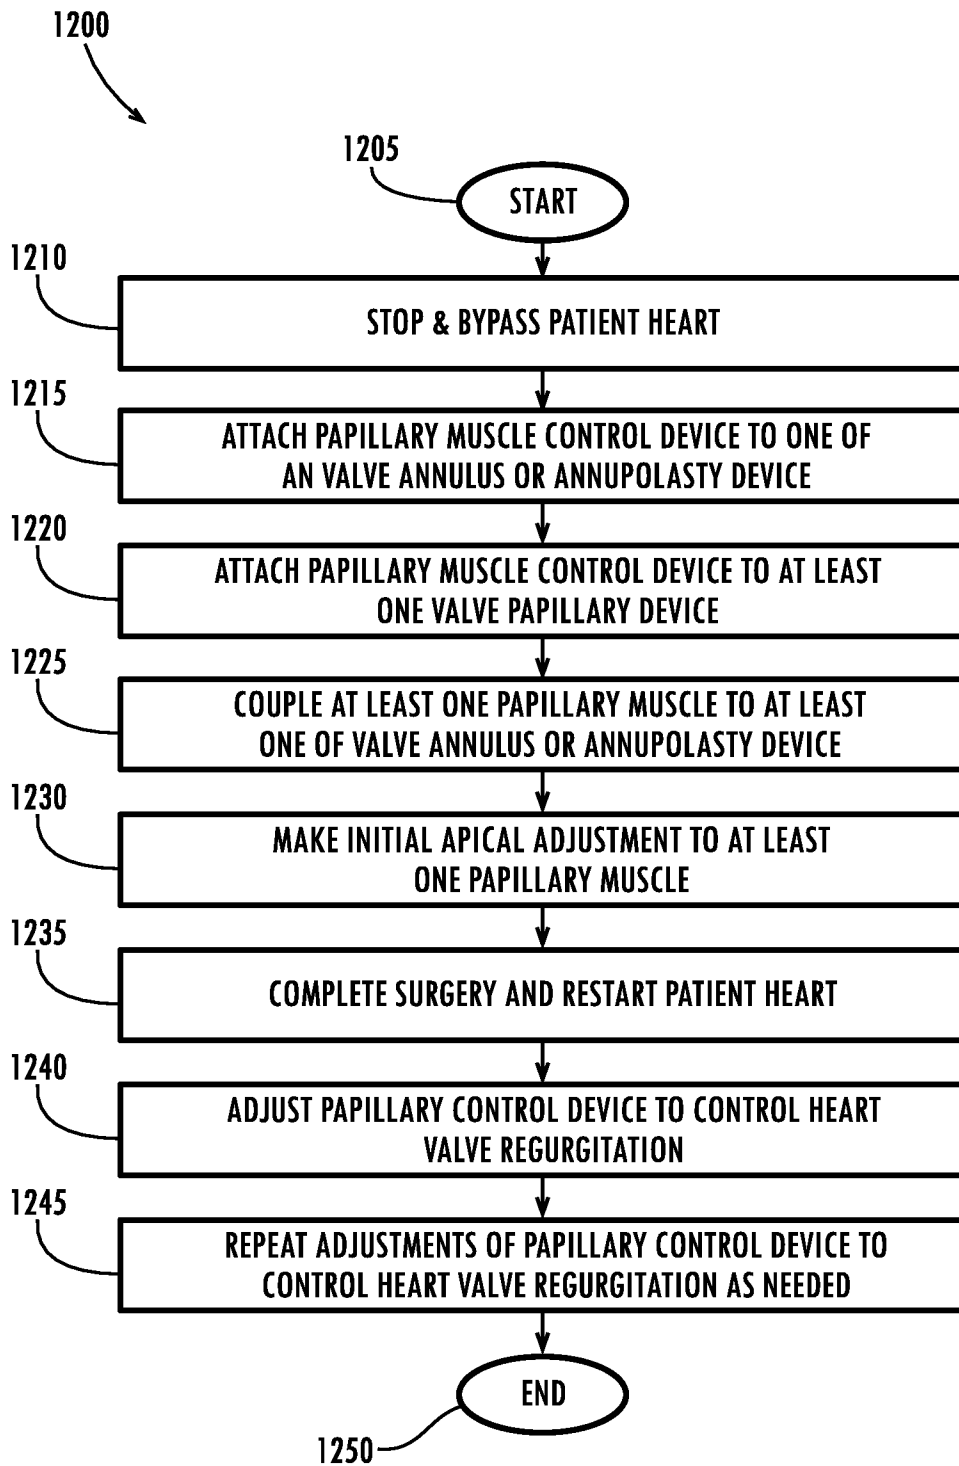 1200
1205
START
1210
STOP & BYPASS PATIENT HEART
1215
ATTACH PAPILLARY MUSCLE CONTROL DEVICE TO ONE OF
AN VALVE ANNULUS OR ANNUPOLASTY DEVICE
1220
ATTACH PAPILLARY MUSCLE CONTROL DEVICE TO AT LEAST
ONE VALVE PAPILLARY DEVICE
1225
COUPLE AT LEAST ONE PAPILLARY MUSCLE TO AT LEAST
ONE OF VALVE ANNULUS OR ANNUPOLASTY DEVICE
1230
MAKE INITIAL APICAL ADJUSTMENT TO AT LEAST
ONE PAPILLARY MUSCLE
1235
COMPLETE SURGERY AND RESTART PATIENT HEART
1240
ADJUST PAPILLARY CONTROL DEVICE TO CONTROL HEART
VALVE REGURGITATION
1245
REPEAT ADJUSTMENTS OF PAPILLARY CONTROL DEVICE TO
CONTROL HEART VALVE REGURGITATION AS NEEDED
END
1250